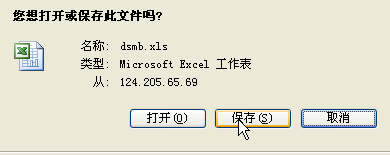 您想打开或保存此文件吗?
名称: dsmb.xls
类型: Microsoft Excel 工作表
从: 124.205.65.69
打开(O) 保存(S) 取消